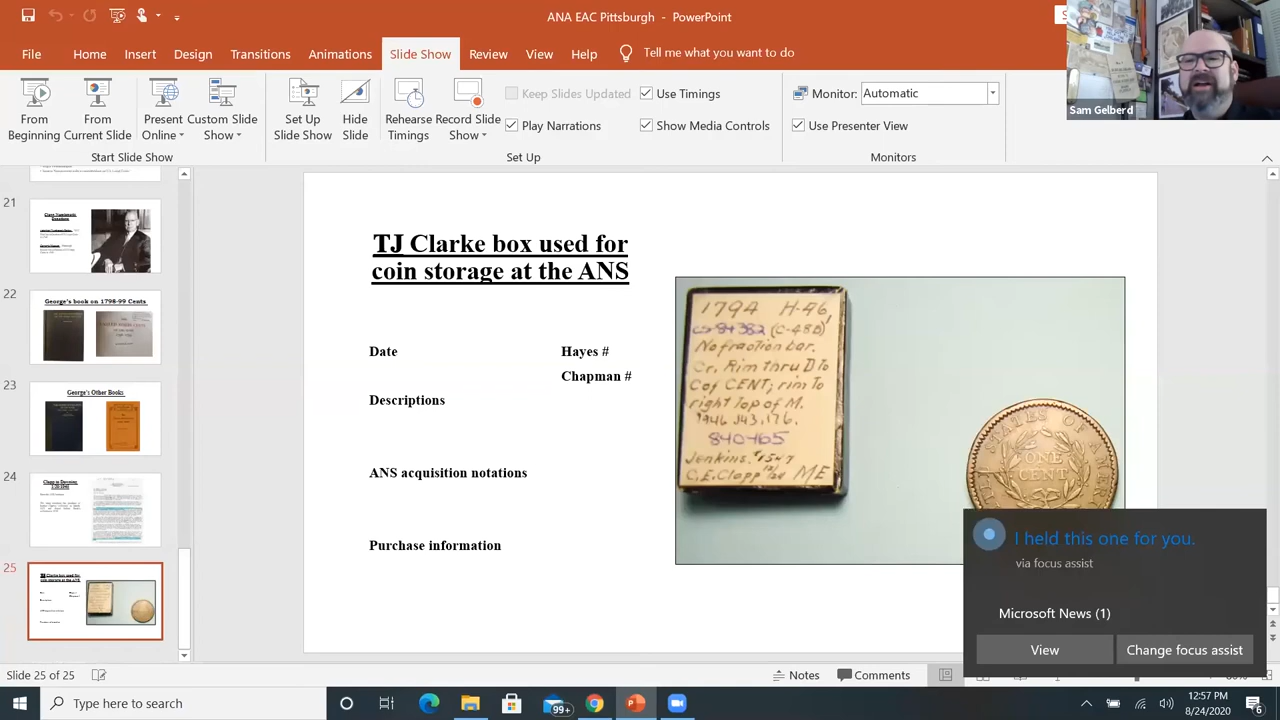 ANA EAC Pittsburgh - PowerPoint
File Home Insert Design Transitions Animations Slide Show Review View Help Tell me what you want to do
Sam Gelberd
From Beginning
From Current Slide
Present Online
Custom Slide Show
Set Up Slide Show
Hide Slide
Rehearse Timings
Record Slide Show
Keep Slides Updated
Play Narrations
Use Timings
Show Media Controls
Monitor: Automatic
Use Presenter View
Start Slide Show
Set Up
Monitors
21
22
George's book on 1798-99 Cents
23
George's Other Books
24
25
TJ Clarke box used for
coin storage at the ANS
Date
Hayes #
Chapman #
Descriptions
ANS acquisition notations
Purchase information
1794 H-46
No fraction bar.
Cr, Rim thru D to
C of CENT; rim to
right top of M.
1946.143.176.
840465
Jenkins
C.E. Clapp
STATES OF
ONE
CENT
I held this one for you.
via focus assist
Microsoft News (1)
View
Change focus assist
Slide 25 of 25
Notes
Comments
Type here to search
99+
12:57 PM
8/24/2020
6